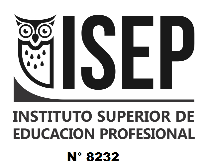 ISEP
INSTITUTO SUPERIOR DE
EDUCACION PROFESIONAL
N° 8232